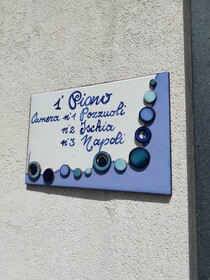 1° Piano
Camera n°1 Pozzuoli
n°2 Ischia
n°3 Napoli